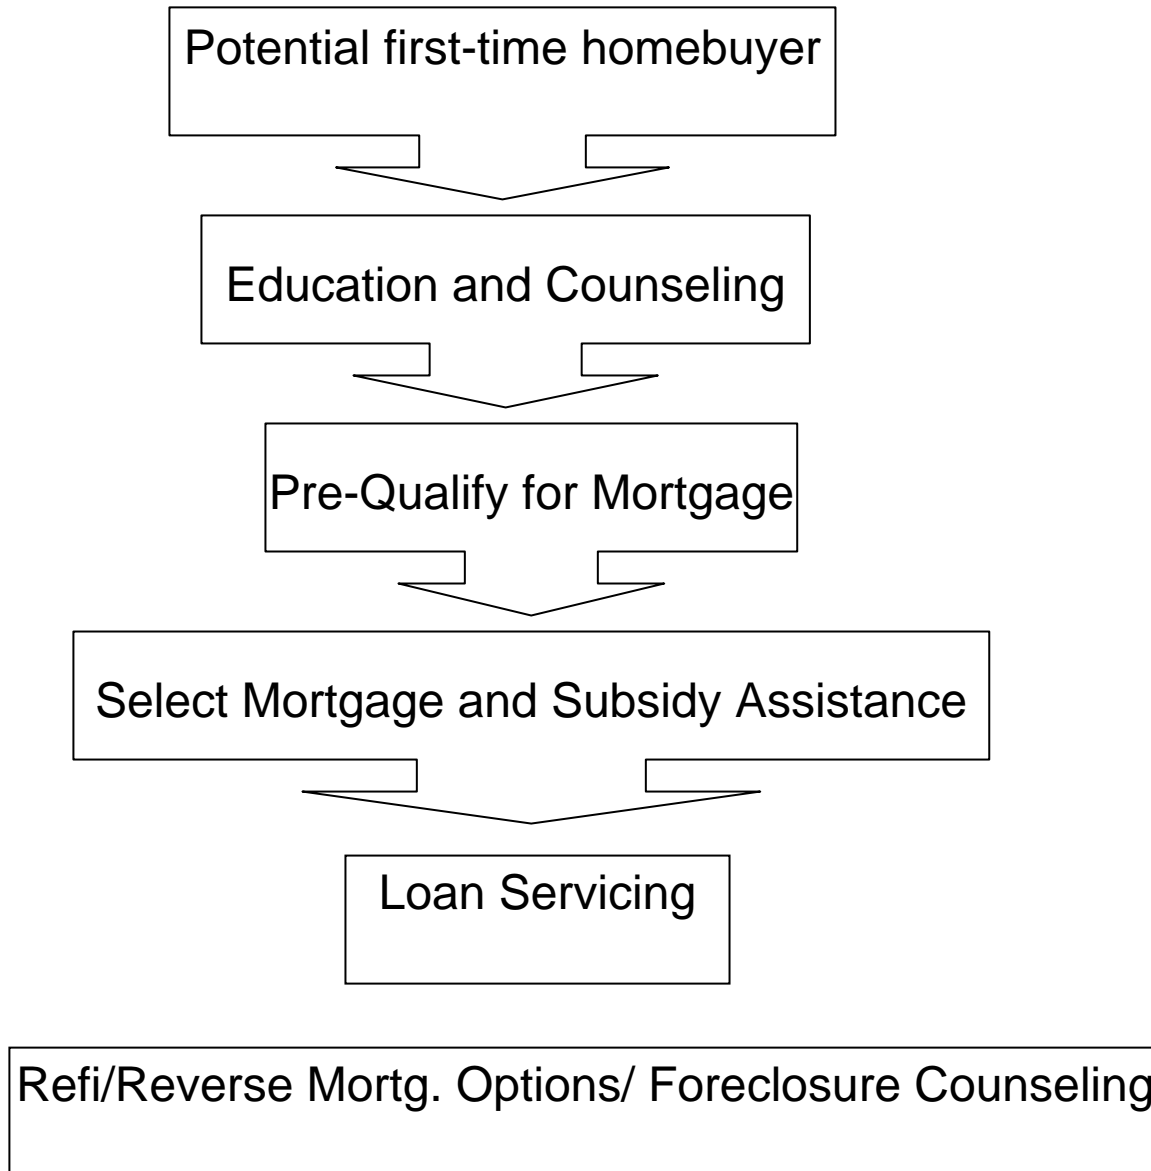 Potential first-time homebuyer
Education and Counseling
Pre-Qualify for Mortgage
Select Mortgage and Subsidy Assistance
Loan Servicing
Refi/Reverse Mortg. Options/ Foreclosure Counseling